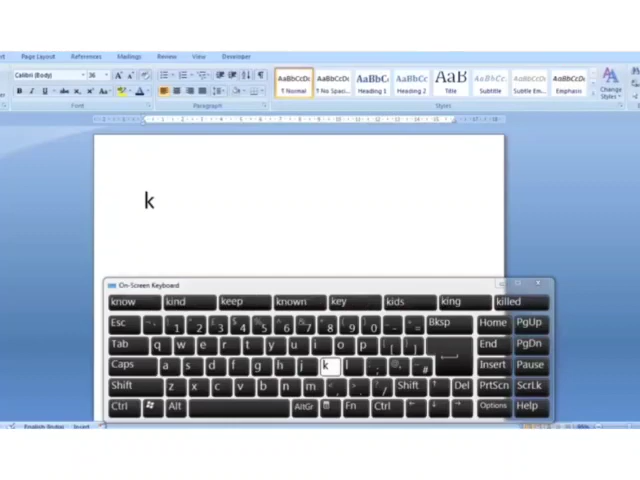 Page Layout References Mailings Review View Developer
Calibri (Body) 36
AaBbCcDc AaBbCcDc AaBbC AaBbCc AaB AaBbCc. AaBbCcDc AaBbCcDc
¶ Normal ¶ No Spaci... Heading 1 Heading 2 Title Subtitle Subtle Em... Emphasis
Change Styles
Font Paragraph Styles
k
On-Screen Keyboard
know kind keep known key kids king killed
Esc 1 2 3 4 5 6 7 8 9 0 - = Bksp Home PgUp
Tab q w e r t y u i o p [ ] End PgDn
Caps a s d f g h j k l ; ' # Insert Pause
Shift z x c v b n m , . / Shift ↑ Del PrtScn ScrLk
Ctrl Alt AltGr Fn Ctrl ← ↓ → Options Help